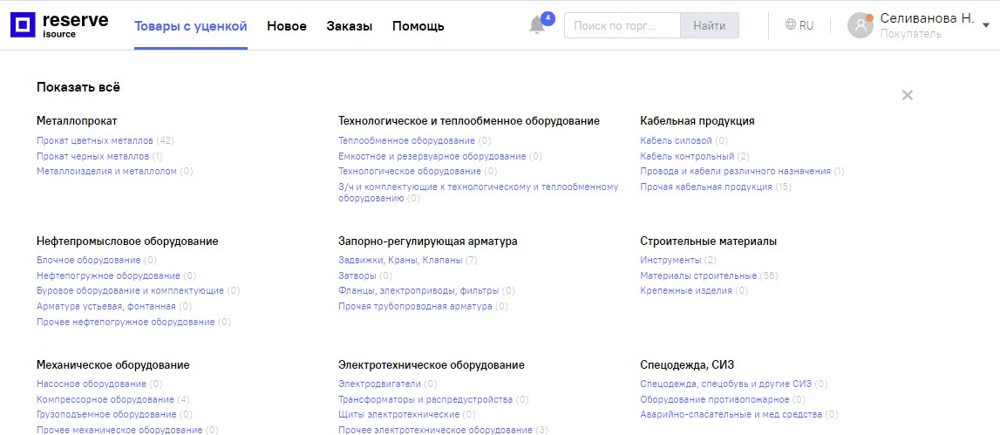 reserve
isource
Товары с уценкой
Новое
Заказы
Помощь
4
Поиско по торг...
Найти
RU
Селиванова Н.
Покупатель
Показать всё
Металлопрокат
Прокат цветных металлов (42)
Прокат черных металлов (1)
Металлоизделия и металлолом (0)
Технологическое и теплообменное оборудование
Теплообменное оборудование (0)
Емкостное и резервуарное оборудование (0)
Технологическое оборудование (0)
З/ч и комплектующие к технологическому и теплообменному
оборудованию (0)
Кабельная продукция
Кабель силовой (0)
Кабель контрольный (2)
Провода и кабели различного назначения (1)
Прочая кабельная продукция (15)
Нефтепромысловое оборудование
Блочное оборудование (0)
Нефтепогружное оборудование (0)
Буровое оборудование и комплектующие (0)
Арматура устьевая, фонтанная (0)
Прочее нефтепогружное оборудование (0)
Запорно-регулирующая арматура
Задвижки, Краны, Клапаны (7)
Затворы (0)
Фланцы, электроприводы, фильтры (0)
Прочая трубопроводная арматура (0)
Строительные материалы
Инструменты (2)
Материалы строительные (56)
Крепежные изделия (0)
Механическое оборудование
Насосное оборудование (0)
Компрессорное оборудование (4)
Грузоподъемное оборудование (0)
Прочее механическое оборудование (0)
Электротехническое оборудование
Электродвигатели (0)
Трансформаторы и распредустройства (0)
Щиты электротехнические (0)
Прочее электротехническое оборудование (3)
Спецодежда, СИЗ
Спецодежда, спецобувь и другие СИЗ (0)
Оборудование противопожарное (0)
Аварийно-спасательные и мед средства (0)